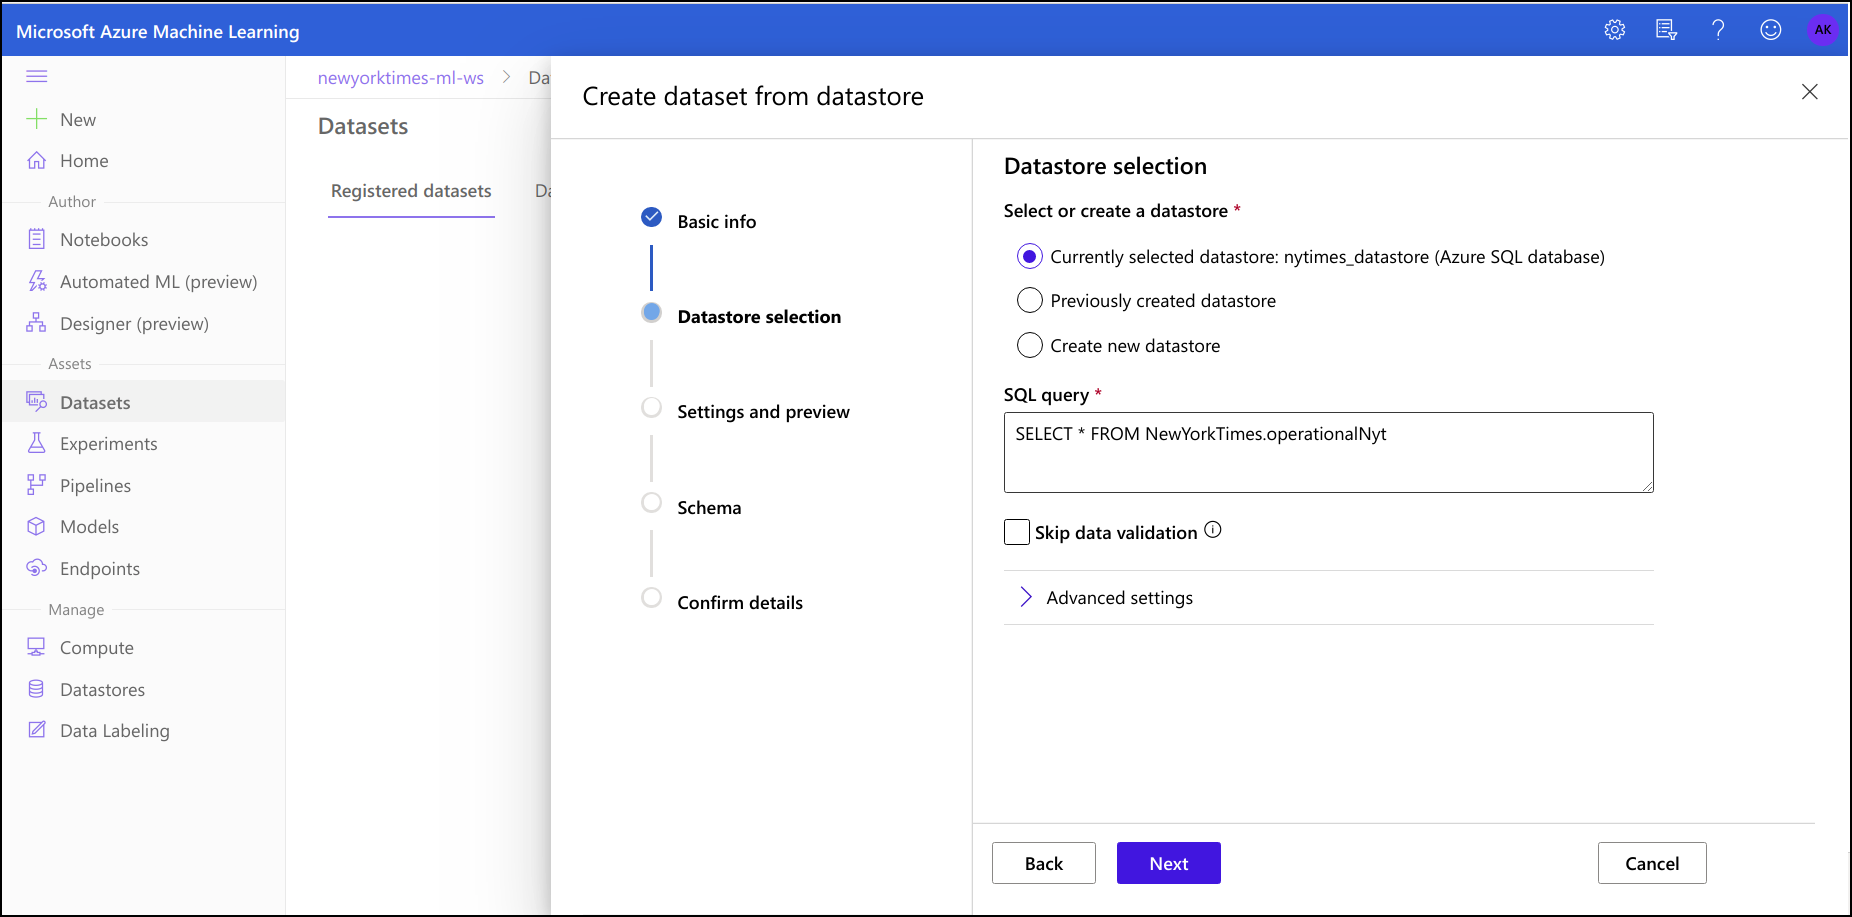 Microsoft Azure Machine Learning
AK
New
Home
Author
Notebooks
Automated ML (preview)
Designer (preview)
Assets
Datasets
Experiments
Pipelines
Models
Endpoints
Manage
Compute
Datastores
Data Labeling
newyorktimes-ml-ws > Da
Datasets
Registered datasets Da
Create dataset from datastore
Basic info
Datastore selection
Settings and preview
Schema
Confirm details
Datastore selection
Select or create a datastore *
Currently selected datastore: nytimes_datastore (Azure SQL database)
Previously created datastore
Create new datastore
SQL query *
SELECT * FROM NewYorkTimes.operationalNyt
Skip data validation
Advanced settings
Back Next Cancel